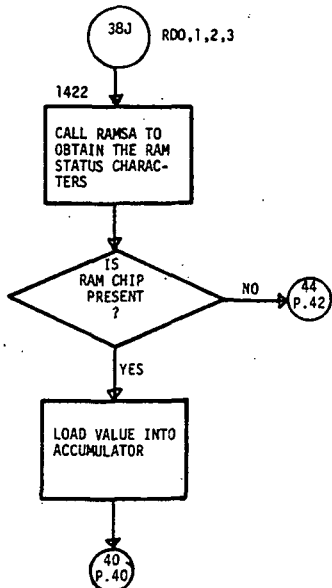 38J
RD0,1,2,3
1422
CALL RAMSA TO
OBTAIN THE RAM
STATUS CHARAC-
TERS
IS
RAM CHIP
PRESENT
?
NO
44
P.42
YES
LOAD VALUE INTO
ACCUMULATOR
40
P.40